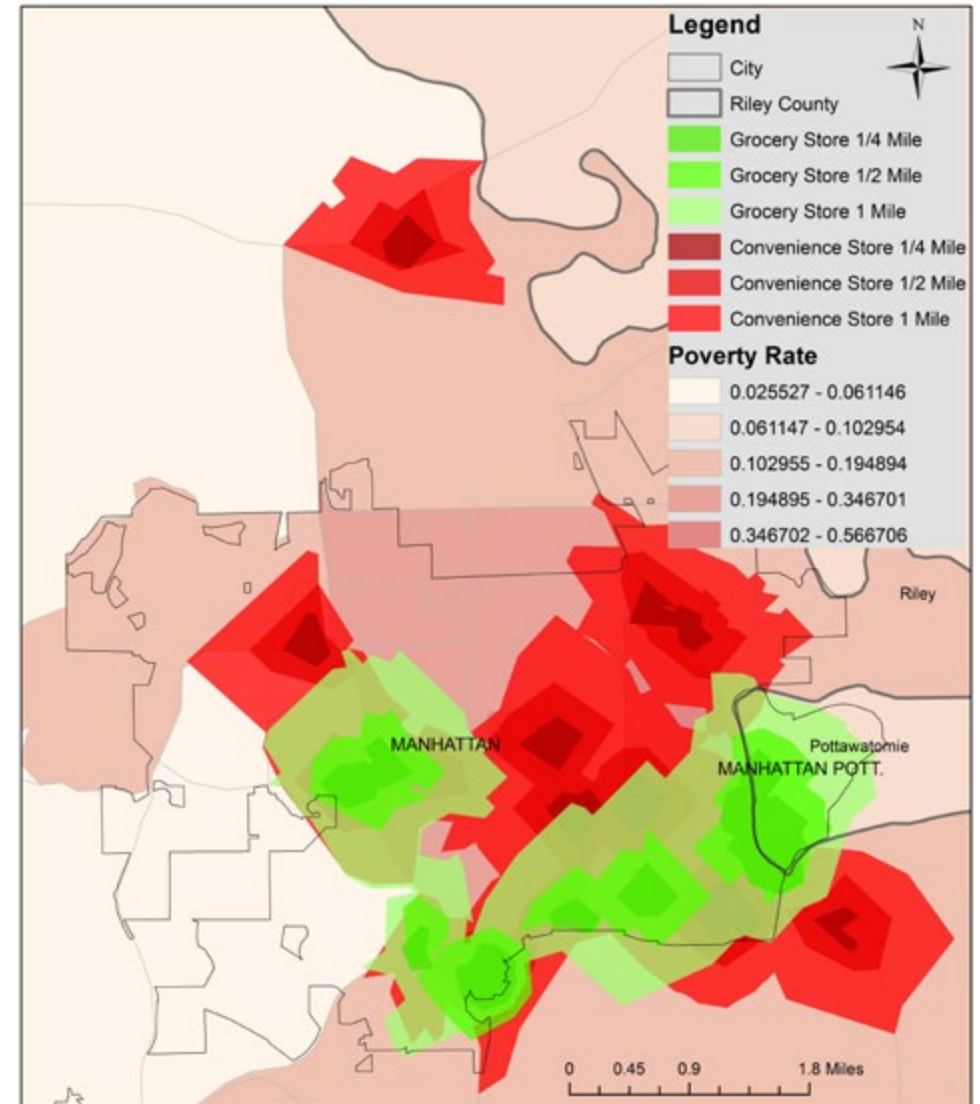 Legend
N
City
Riley County
Grocery Store 1/4 Mile
Grocery Store 1/2 Mile
Grocery Store 1 Mile
Convenience Store 1/4 Mile
Convenience Store 1/2 Mile
Convenience Store 1 Mile
Poverty Rate
0.025527 - 0.061146
0.061147 - 0.102954
0.102955 - 0.194894
0.194895 - 0.346701
0.346702 - 0.566706
Riley
MANHATTAN
Pottawatomie
MANHATTAN POTT.
0 0.45 0.9 1.8 Miles